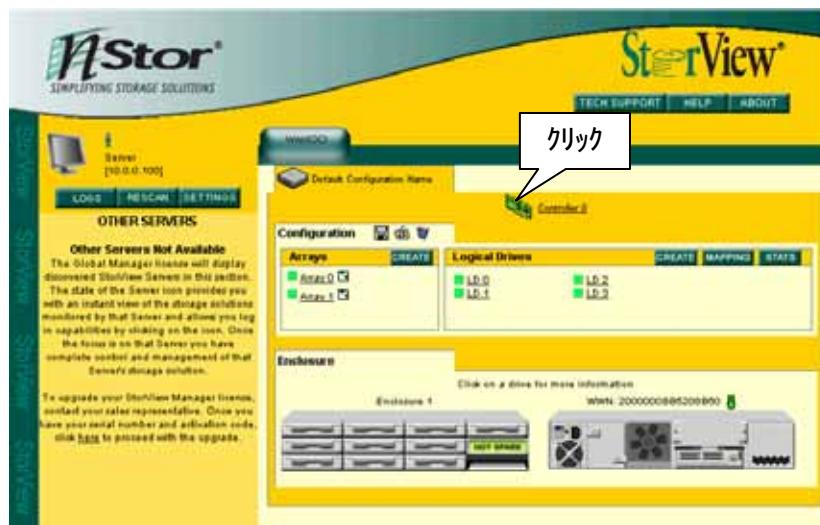 nStor
SIMPLIFYING STORAGE SOLUTIONS
StorView
TECH SUPPORT HELP ABOUT
クリック
Server
[10.0.0.100]
LOGS RESCAN SETTINGS
OTHER SERVERS
Other Servers Not Available
The Global Manager license will display
discovered StorView Servers in this section.
The state of the Server icon provides you
with an instant view of the storage solutions
monitored by that Server and allows you log
in capabilities by clicking on the icon. Once
the focus is on that Server you have
complete control and management of that
Server's storage solution.
To upgrade your StorView Manager license,
contact your sales representative. Once you
have your serial number and activation code,
click here to proceed with the upgrade.
Default Configuration Name
Controller 0
Configuration
Arrays CREATE
Array 0
Array 1
Logical Drives CREATE MAPPING STATS
LD 0 LD 2
LD 1 LD 3
Enclosure
Click on a drive for more information
Enclosure 1
WWN:
HOT SPARE
StorView
StorView
StorView
StorView